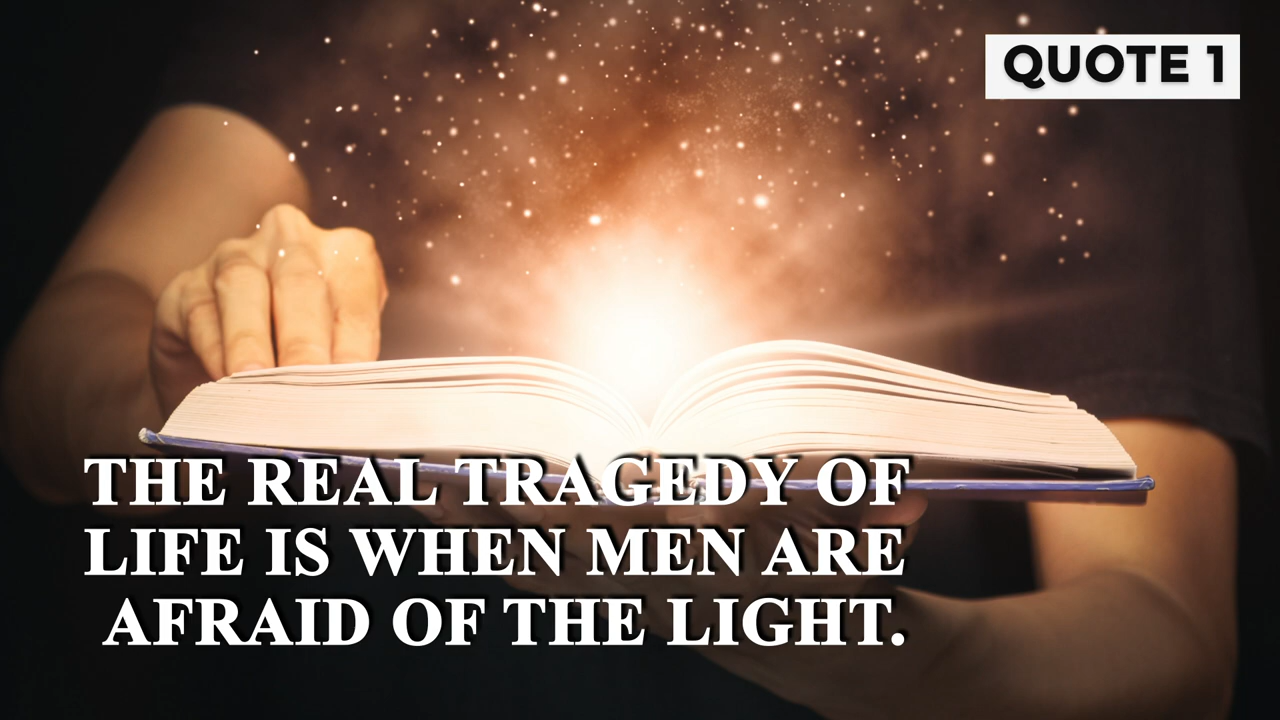 QUOTE 1
THE REAL TRAGEDY OF
LIFE IS WHEN MEN ARE
AFRAID OF THE LIGHT.